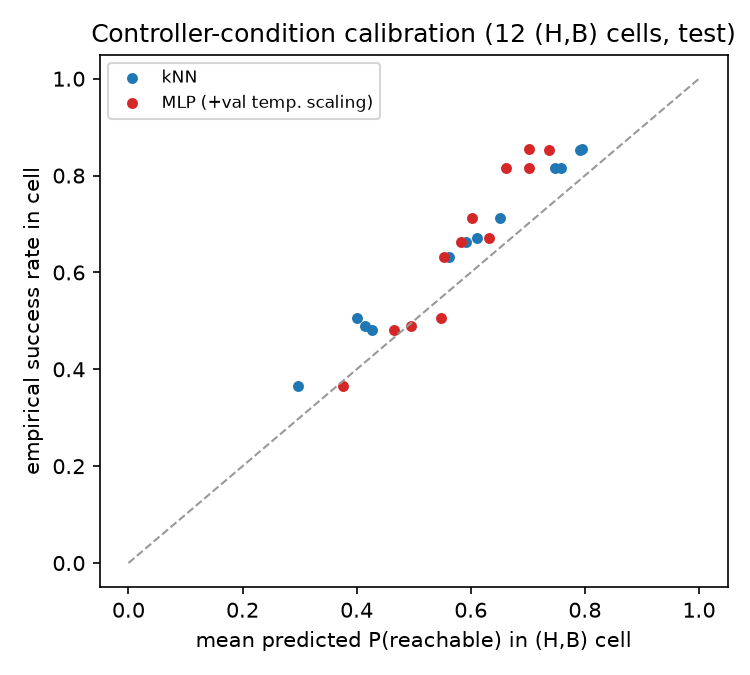 Controller-condition calibration (12 (H,B) cells, test)
kNN
MLP (+val temp. scaling)
empirical success rate in cell
1.0
0.8
0.6
0.4
0.2
0.0
0.0 0.2 0.4 0.6 0.8 1.0
mean predicted P(reachable) in (H,B) cell